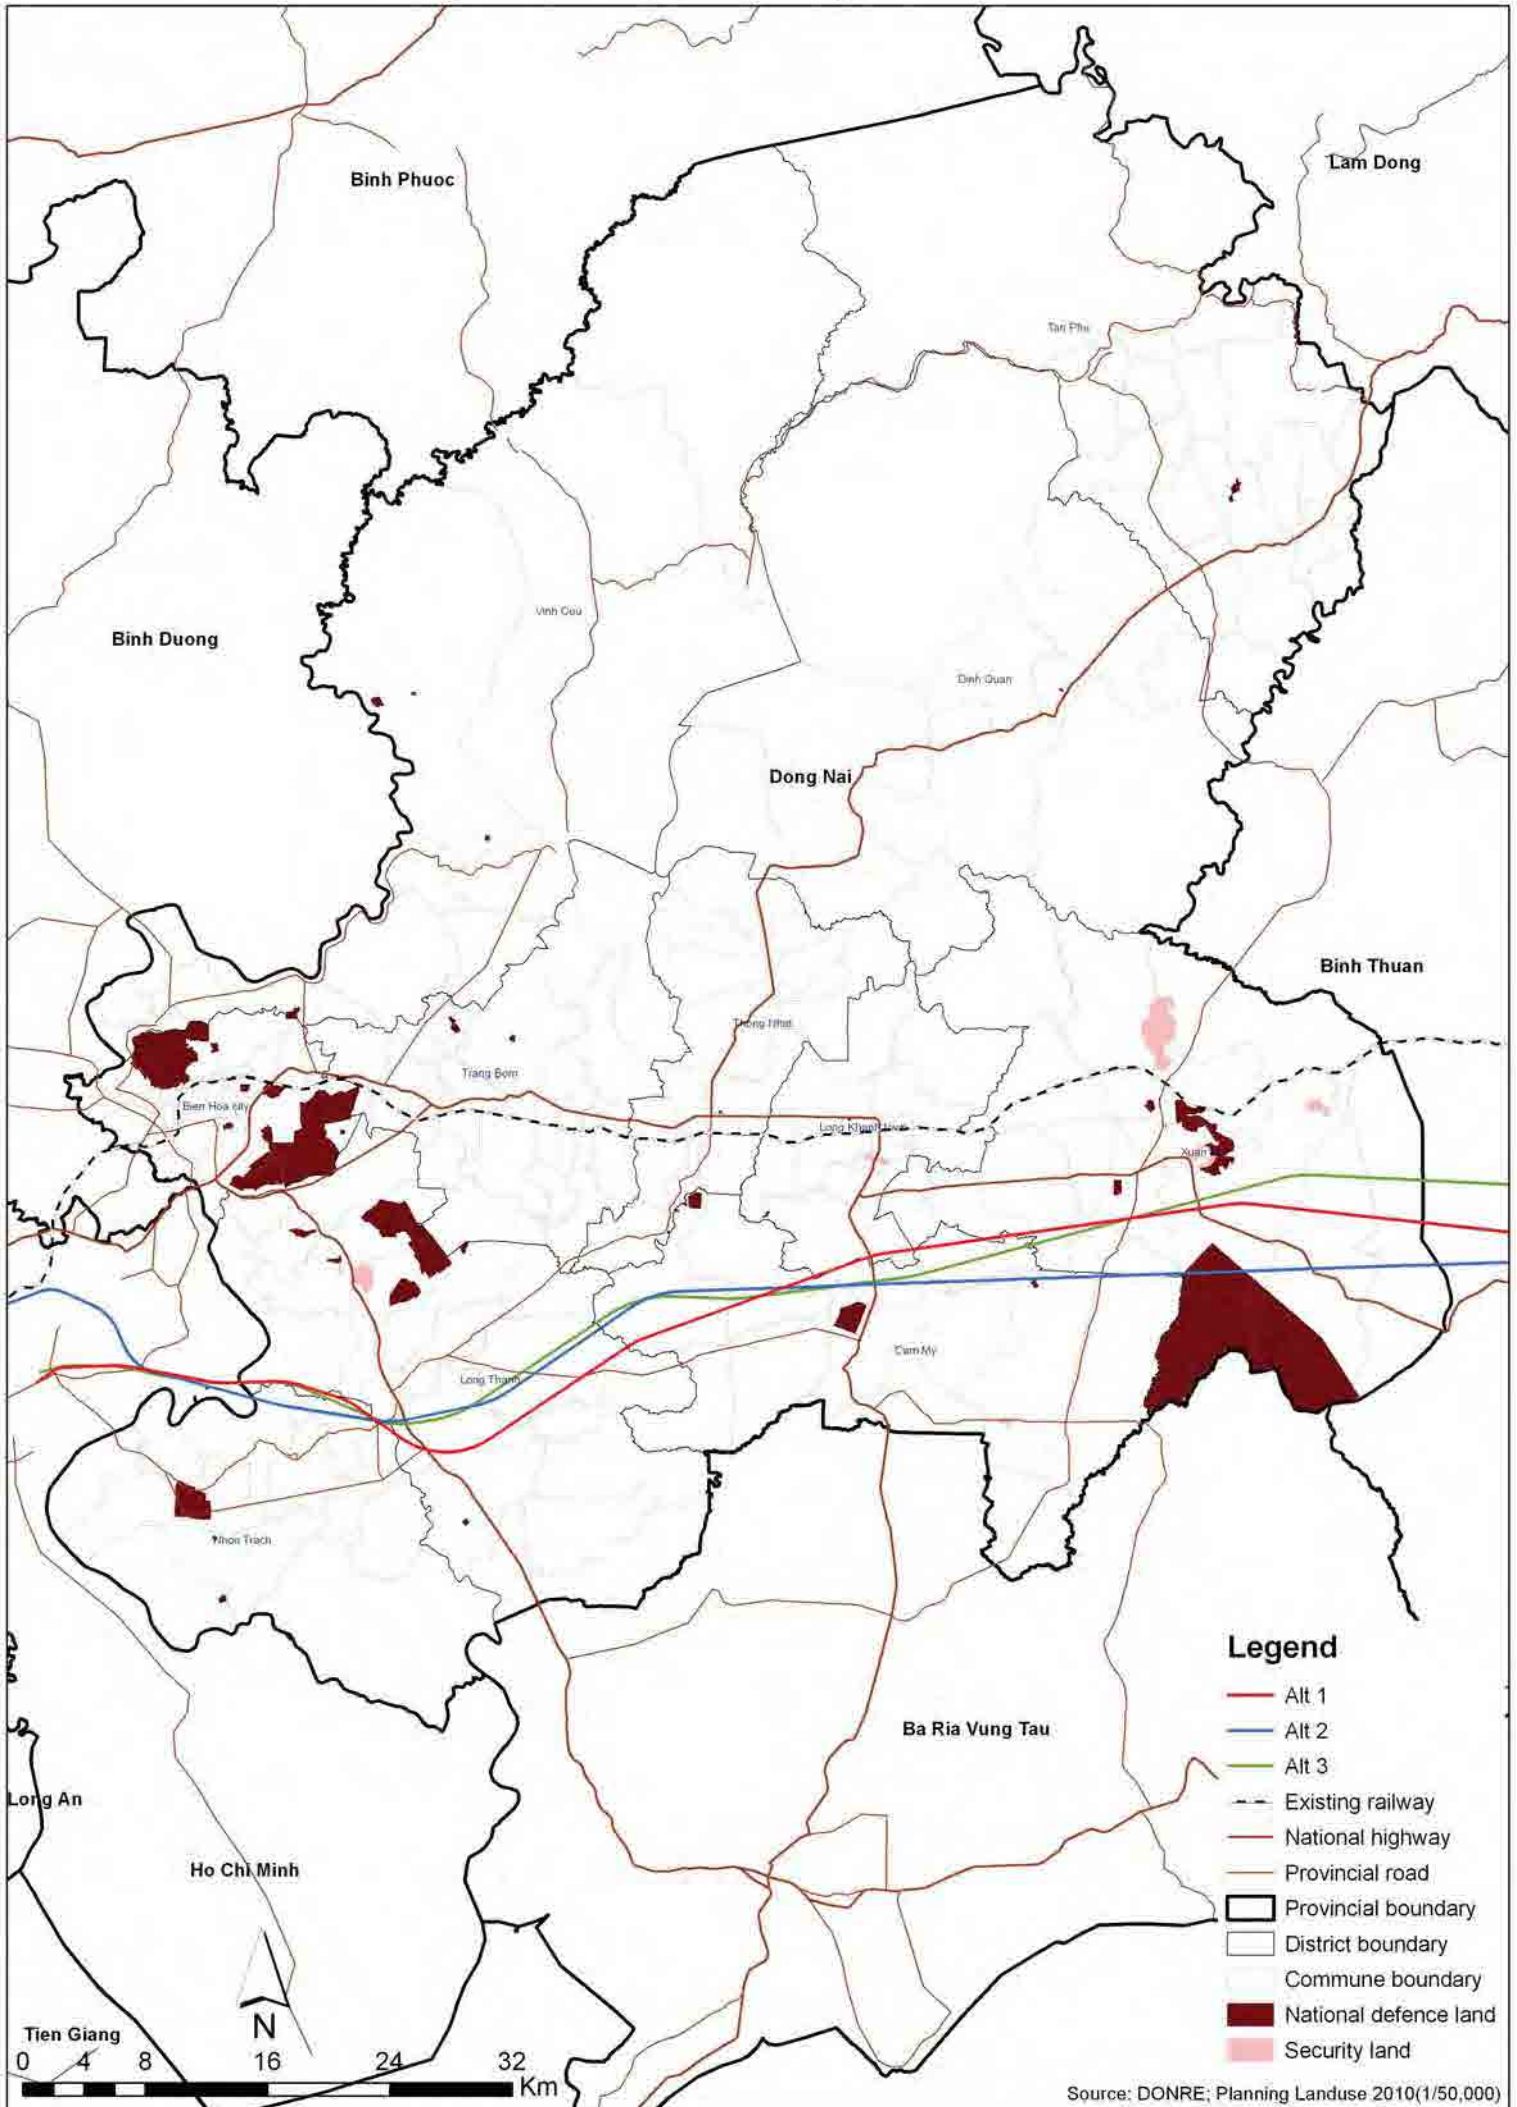 Lam Dong
Binh Phuoc
Tan Phu
Vinh Cuu
Binh Duong
Dinh Quan
Dong Nai
Binh Thuan
Thong Nhat
Trang Bom
Bien Hoa city
Long Khanh
Xuan
Cam My
Long Thanh
Nhon Trach
Legend
Alt 1
Alt 2
Alt 3
Existing railway
National highway
Provincial road
Provincial boundary
District boundary
Commune boundary
National defence land
Security land
Ba Ria Vung Tau
Long An
Ho Chi Minh
N
Tien Giang
0 4 8 16 24 32
Km
Source: DONRE; Planning Landuse 2010(1/50,000)